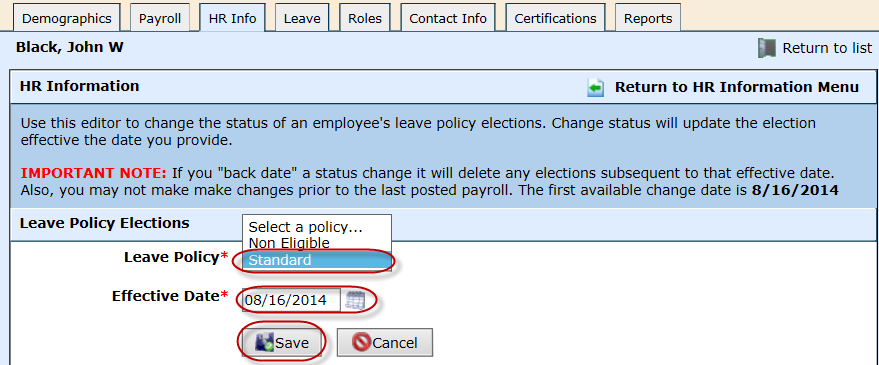 Demographics Payroll HR Info Leave Roles Contact Info Certifications Reports
Black, John W Return to list
HR Information Return to HR Information Menu
Use this editor to change the status of an employee's leave policy elections. Change status will update the election
effective the date you provide.
IMPORTANT NOTE: If you "back date" a status change it will delete any elections subsequent to that effective date.
Also, you may not make make changes prior to the last posted payroll. The first available change date is 8/16/2014
Leave Policy Elections
Select a policy...
Non Eligible
Leave Policy* Standard
Effective Date* 08/16/2014
Save Cancel